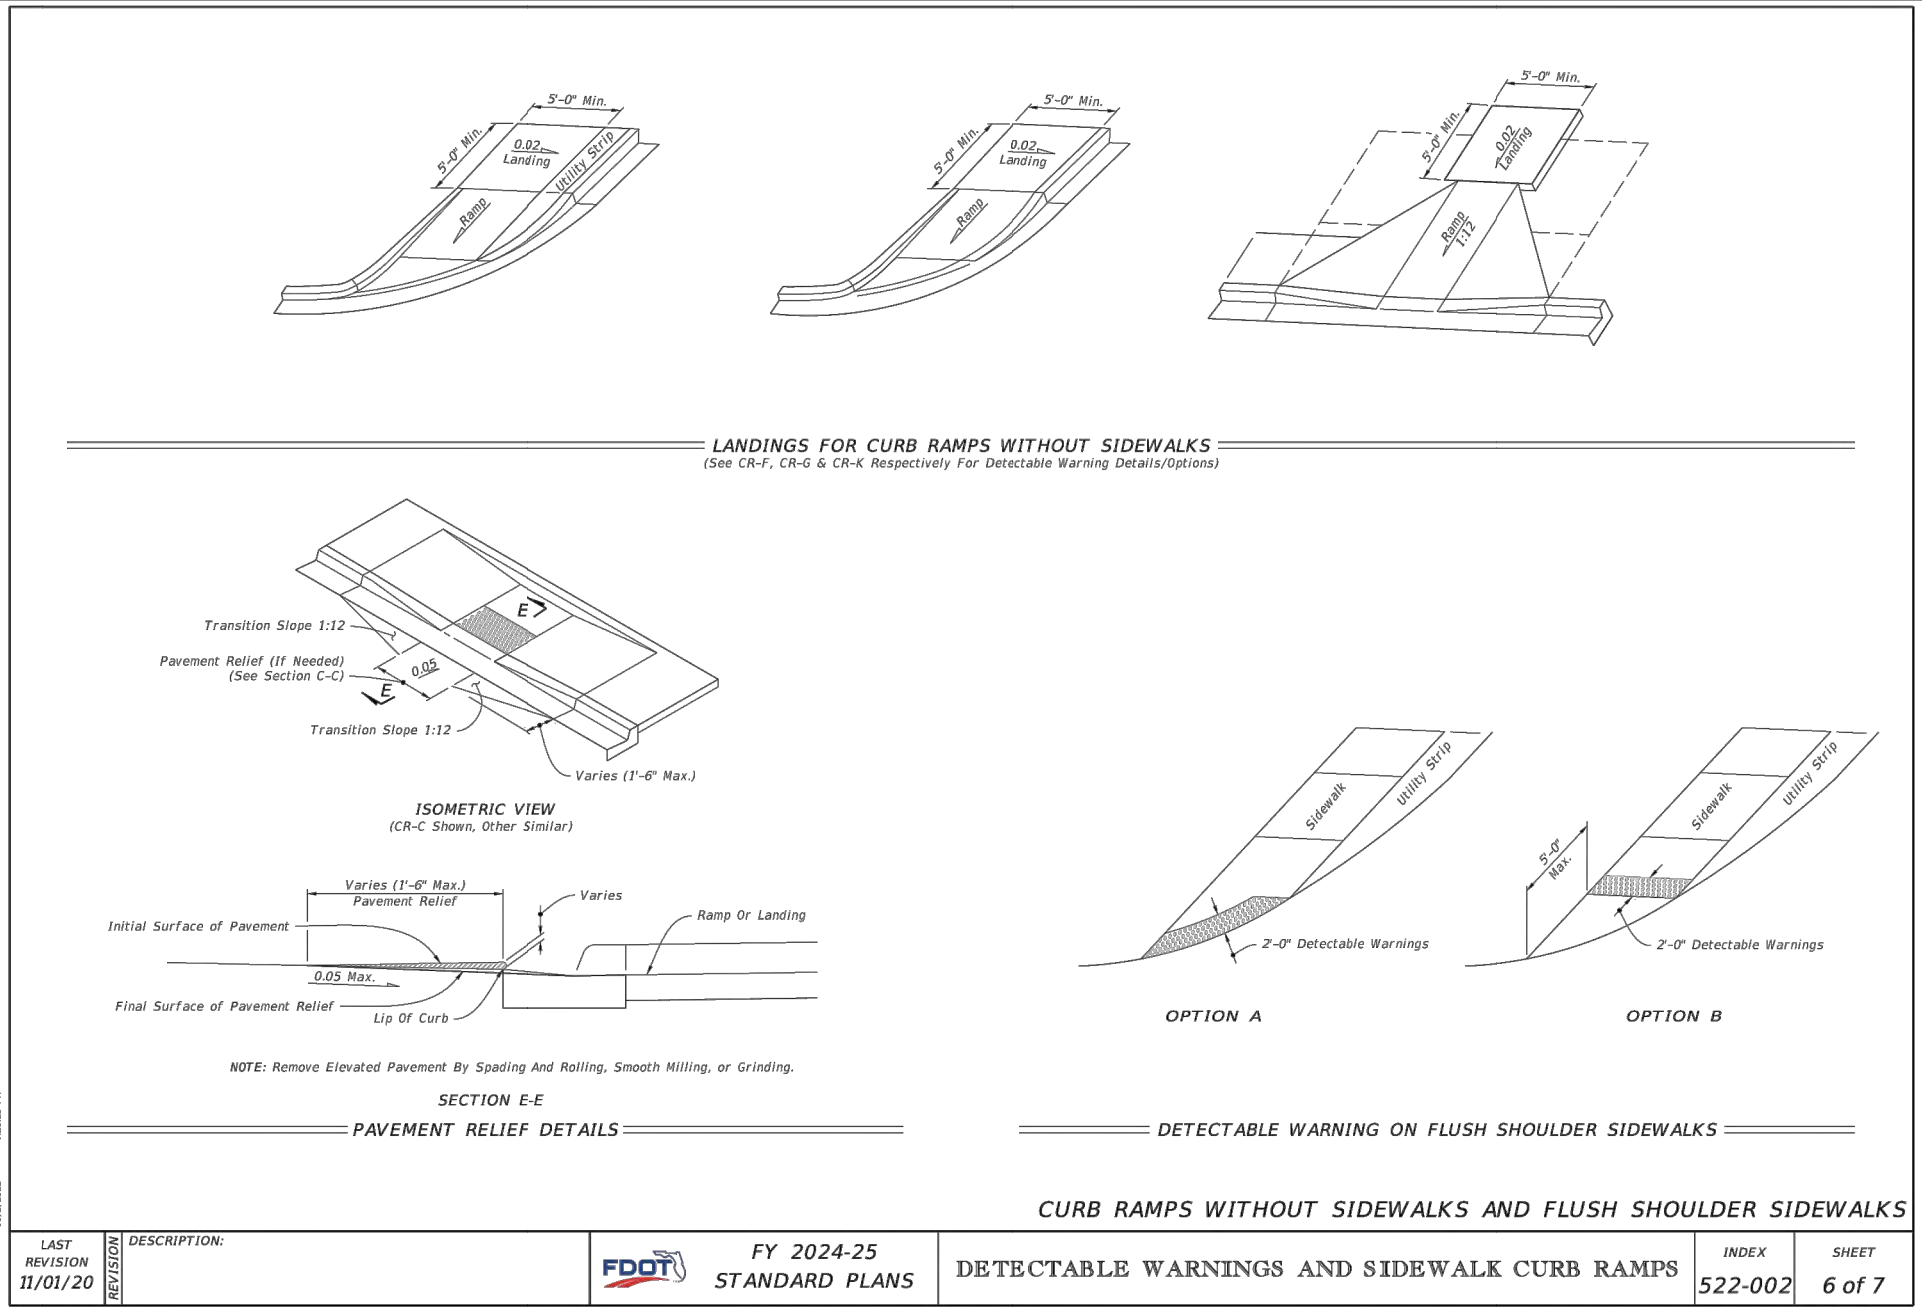 5'-0" Min.
5'-0" Min.
0.02
Landing
Utility Strip
Ramp
5'-0" Min.
5'-0" Min.
0.02
Landing
Ramp
5'-0" Min.
5'-0" Min.
0.02
Landing
Ramp
1:12
LANDINGS FOR CURB RAMPS WITHOUT SIDEWALKS
(See CR-F, CR-G & CR-K Respectively For Detectable Warning Details/Options)
E
Transition Slope 1:12
Pavement Relief (If Needed)
(See Section C-C)
0.05
E
Transition Slope 1:12
Varies (1'-6" Max.)
ISOMETRIC VIEW
(CR-C Shown, Other Similar)
Varies (1'-6" Max.)
Pavement Relief
Varies
Initial Surface of Pavement
Ramp Or Landing
0.05 Max.
Final Surface of Pavement Relief
Lip Of Curb
NOTE: Remove Elevated Pavement By Spading And Rolling, Smooth Milling, or Grinding.
SECTION E-E
PAVEMENT RELIEF DETAILS
Sidewalk
Utility Strip
2'-0" Detectable Warnings
OPTION A
Sidewalk
Utility Strip
5'-0"
Max.
2'-0" Detectable Warnings
OPTION B
DETECTABLE WARNING ON FLUSH SHOULDER SIDEWALKS
CURB RAMPS WITHOUT SIDEWALKS AND FLUSH SHOULDER SIDEWALKS
LAST
REVISION
11/01/20
REVISION
DESCRIPTION:
FDOT
FY 2024-25
STANDARD PLANS
DETECTABLE WARNINGS AND SIDEWALK CURB RAMPS
INDEX
522-002
SHEET
6 of 7